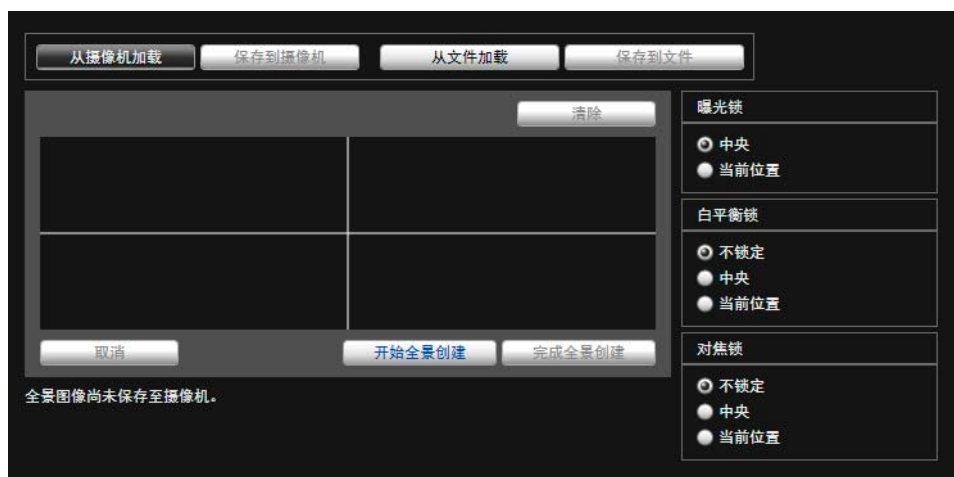 从摄像机加载 保存到摄像机 从文件加载 保存到文件
清除
取消 开始全景创建 完成全景创建
全景图像尚未保存至摄像机。
曝光锁
中央
当前位置
白平衡锁
不锁定
中央
当前位置
对焦锁
不锁定
中央
当前位置